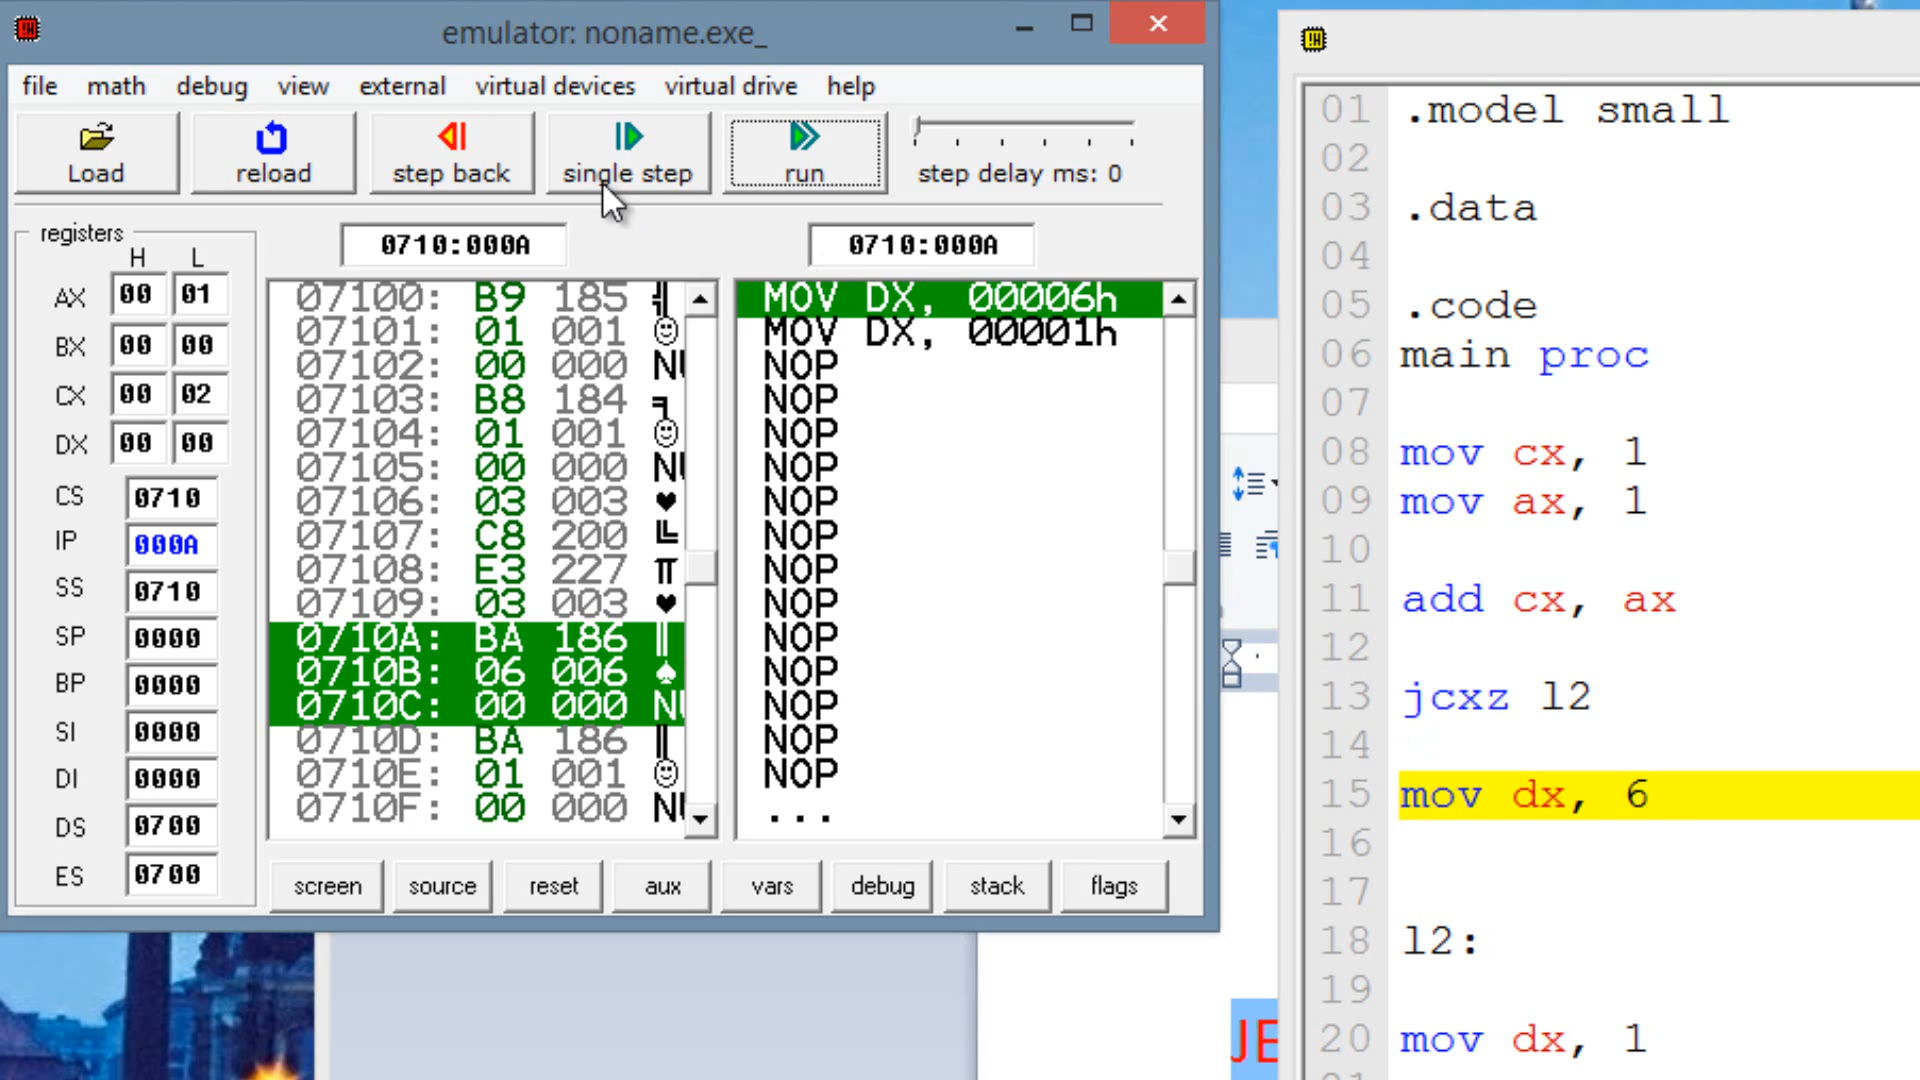 emulator: noname.exe_
file math debug view external virtual devices virtual drive help
Load reload step back single step run step delay ms: 0
registers
H L
0710:000A 0710:000A
AX 00 01
BX 00 00
CX 00 02
DX 00 00
CS 0710
IP 000A
SS 0710
SP 0000
BP 0000
SI 0000
DI 0000
DS 0700
ES 0700
07100: B9 185 ╣
07101: 01 001 ☺
07102: 00 000 NU
07103: B8 184 ╕
07104: 01 001 ☺
07105: 00 000 NU
07106: 03 003 ♥
07107: C8 200 ╚
07108: E3 227 π
07109: 03 003 ♥
0710A: BA 186 ║
0710B: 06 006 ♠
0710C: 00 000 NU
0710D: BA 186 ║
0710E: 01 001 ☺
0710F: 00 000 NU
MOV DX, 00006h
MOV DX, 00001h
NOP
NOP
NOP
NOP
NOP
NOP
NOP
NOP
NOP
NOP
NOP
NOP
NOP
...
screen source reset aux vars debug stack flags
01 .model small
02
03 .data
04
05 .code
06 main proc
07
08 mov cx, 1
09 mov ax, 1
10
11 add cx, ax
12
13 jcxz l2
14
15 mov dx, 6
16
17
18 l2:
19
20 mov dx, 1
JE